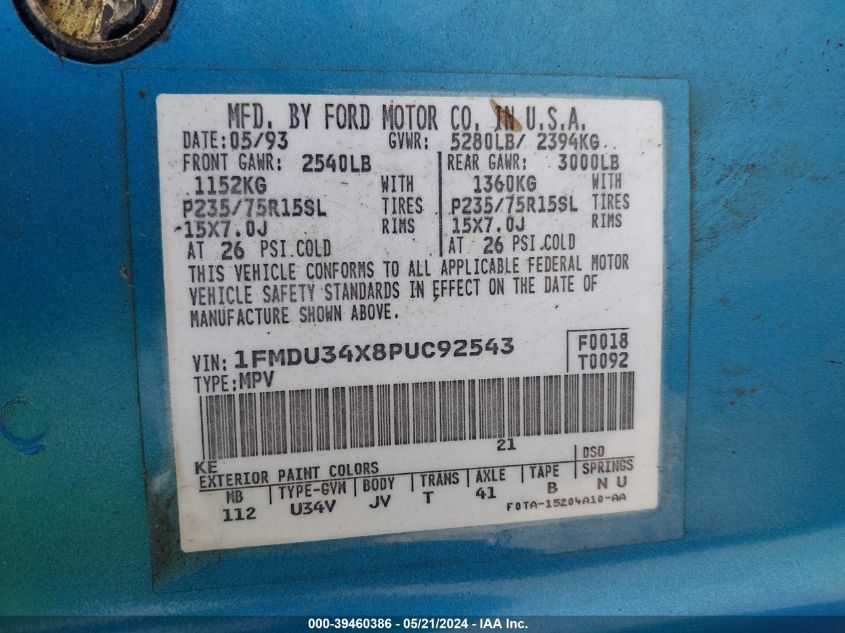 MFD. BY FORD MOTOR CO. IN U.S.A.
DATE: 05/93 GVWR: 5280LB/ 2394KG
FRONT GAWR: 2540LB REAR GAWR: 3000LB
1152KG WITH 1360KG WITH
P235/75R15SL TIRES P235/75R15SL TIRES
15X7.0J RIMS 15X7.0J RIMS
AT 26 PSI.COLD AT 26 PSI.COLD
THIS VEHICLE CONFORMS TO ALL APPLICABLE FEDERAL MOTOR
VEHICLE SAFETY STANDARDS IN EFFECT ON THE DATE OF
MANUFACTURE SHOWN ABOVE.
VIN: 1FMDU34X8PUC92543 F0018
TYPE: MPV T0092
21
KE DSO
EXTERIOR PAINT COLORS
MB TYPE-GVM BODY TRANS AXLE TAPE SPRINGS
112 U34V JV T 41 B N U
F0TA-15204A10-AA
000-39460386 - 05/21/2024 - IAAI.com